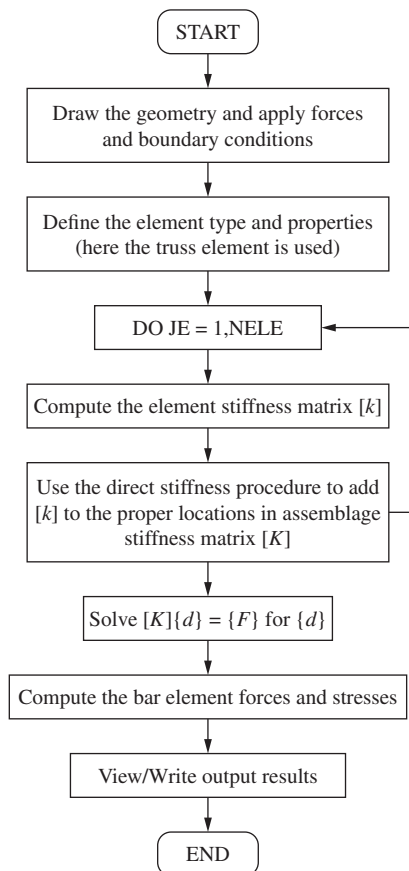 START
Draw the geometry and apply forces
and boundary conditions
Define the element type and properties
(here the truss element is used)
DO JE = 1,NELE
Compute the element stiffness matrix [k]
Use the direct stiffness procedure to add
[k] to the proper locations in assemblage
stiffness matrix [K]
Solve [K]{d} = {F} for {d}
Compute the bar element forces and stresses
View/Write output results
END